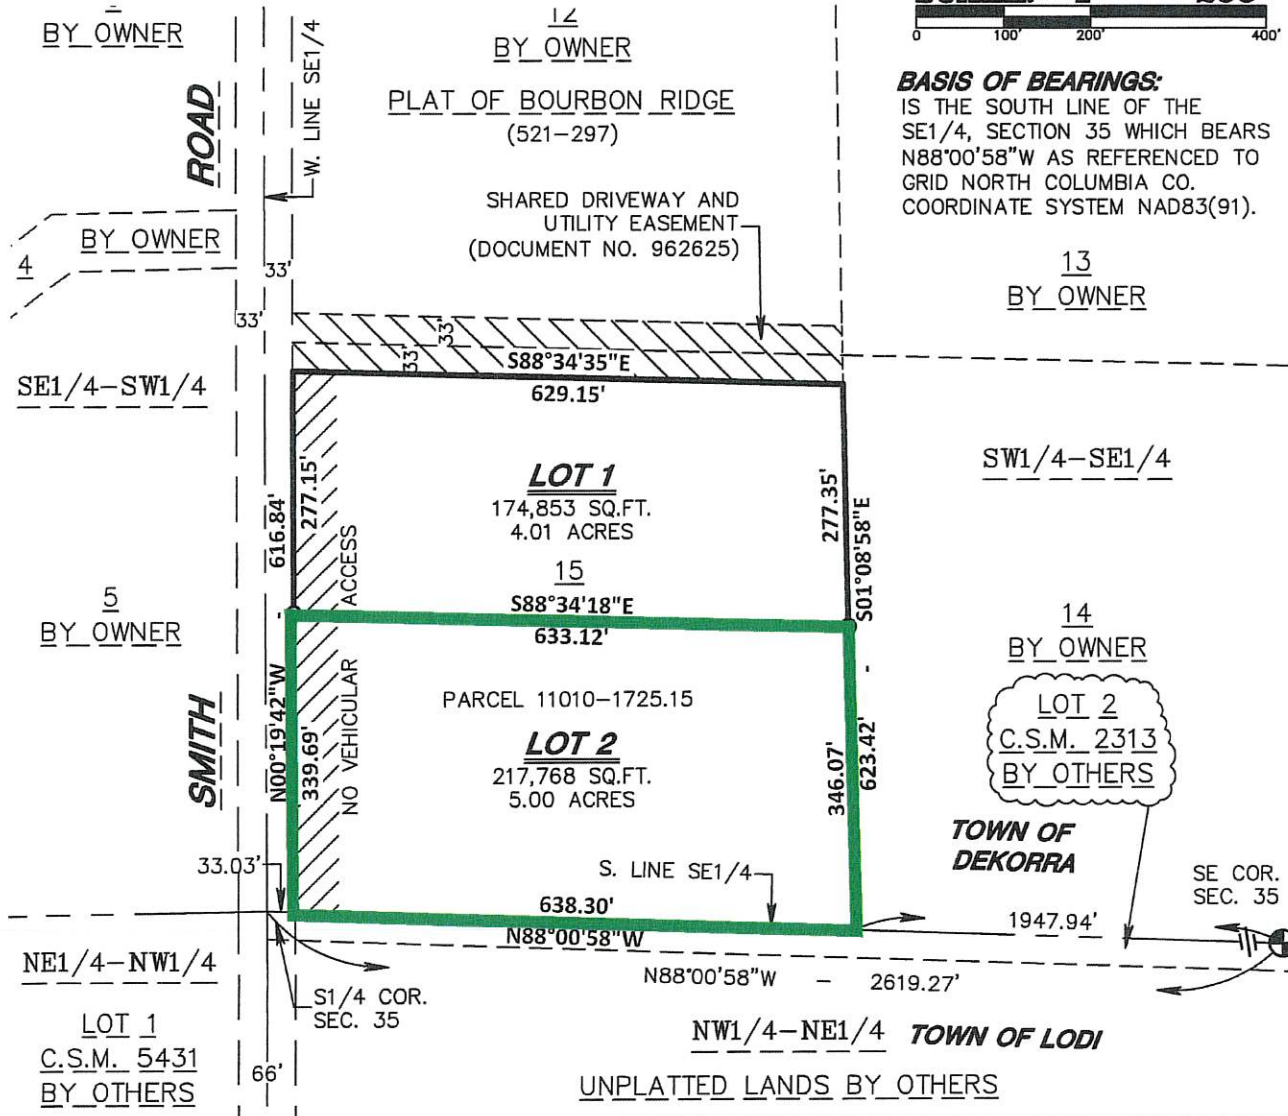 BY OWNER
12
BY OWNER
PLAT OF BOURBON RIDGE
(521-297)
W. LINE SE1/4
ROAD
0 100' 200' 400'
BASIS OF BEARINGS:
IS THE SOUTH LINE OF THE
SE1/4, SECTION 35 WHICH BEARS
N88°00'58"W AS REFERENCED TO
GRID NORTH COLUMBIA CO.
COORDINATE SYSTEM NAD83(91).
SHARED DRIVEWAY AND
UTILITY EASEMENT
(DOCUMENT NO. 962625)
BY OWNER
4
33'
33'
13
BY OWNER
33'
33'
S88°34'35"E
629.15'
SE1/4-SW1/4
SW1/4-SE1/4
LOT 1
174,853 SQ.FT.
4.01 ACRES
15
616.84'
277.15'
277.35'
S01°08'58"E
NO VEHICULAR ACCESS
S88°34'18"E
633.12'
5
BY OWNER
14
BY OWNER
LOT 2
C.S.M. 2313
BY OTHERS
PARCEL 11010-1725.15
LOT 2
217,768 SQ.FT.
5.00 ACRES
SMITH
N00°19'42"W -
339.69'
346.07'
623.42' -
TOWN OF
DEKORRA
33.03'
S. LINE SE1/4
638.30'
N88°00'58"W
1947.94'
SE COR.
SEC. 35
NE1/4-NW1/4
S1/4 COR.
SEC. 35
N88°00'58"W - 2619.27'
LOT 1
C.S.M. 5431
BY OTHERS
66'
NW1/4-NE1/4 TOWN OF LODI
UNPLATTED LANDS BY OTHERS